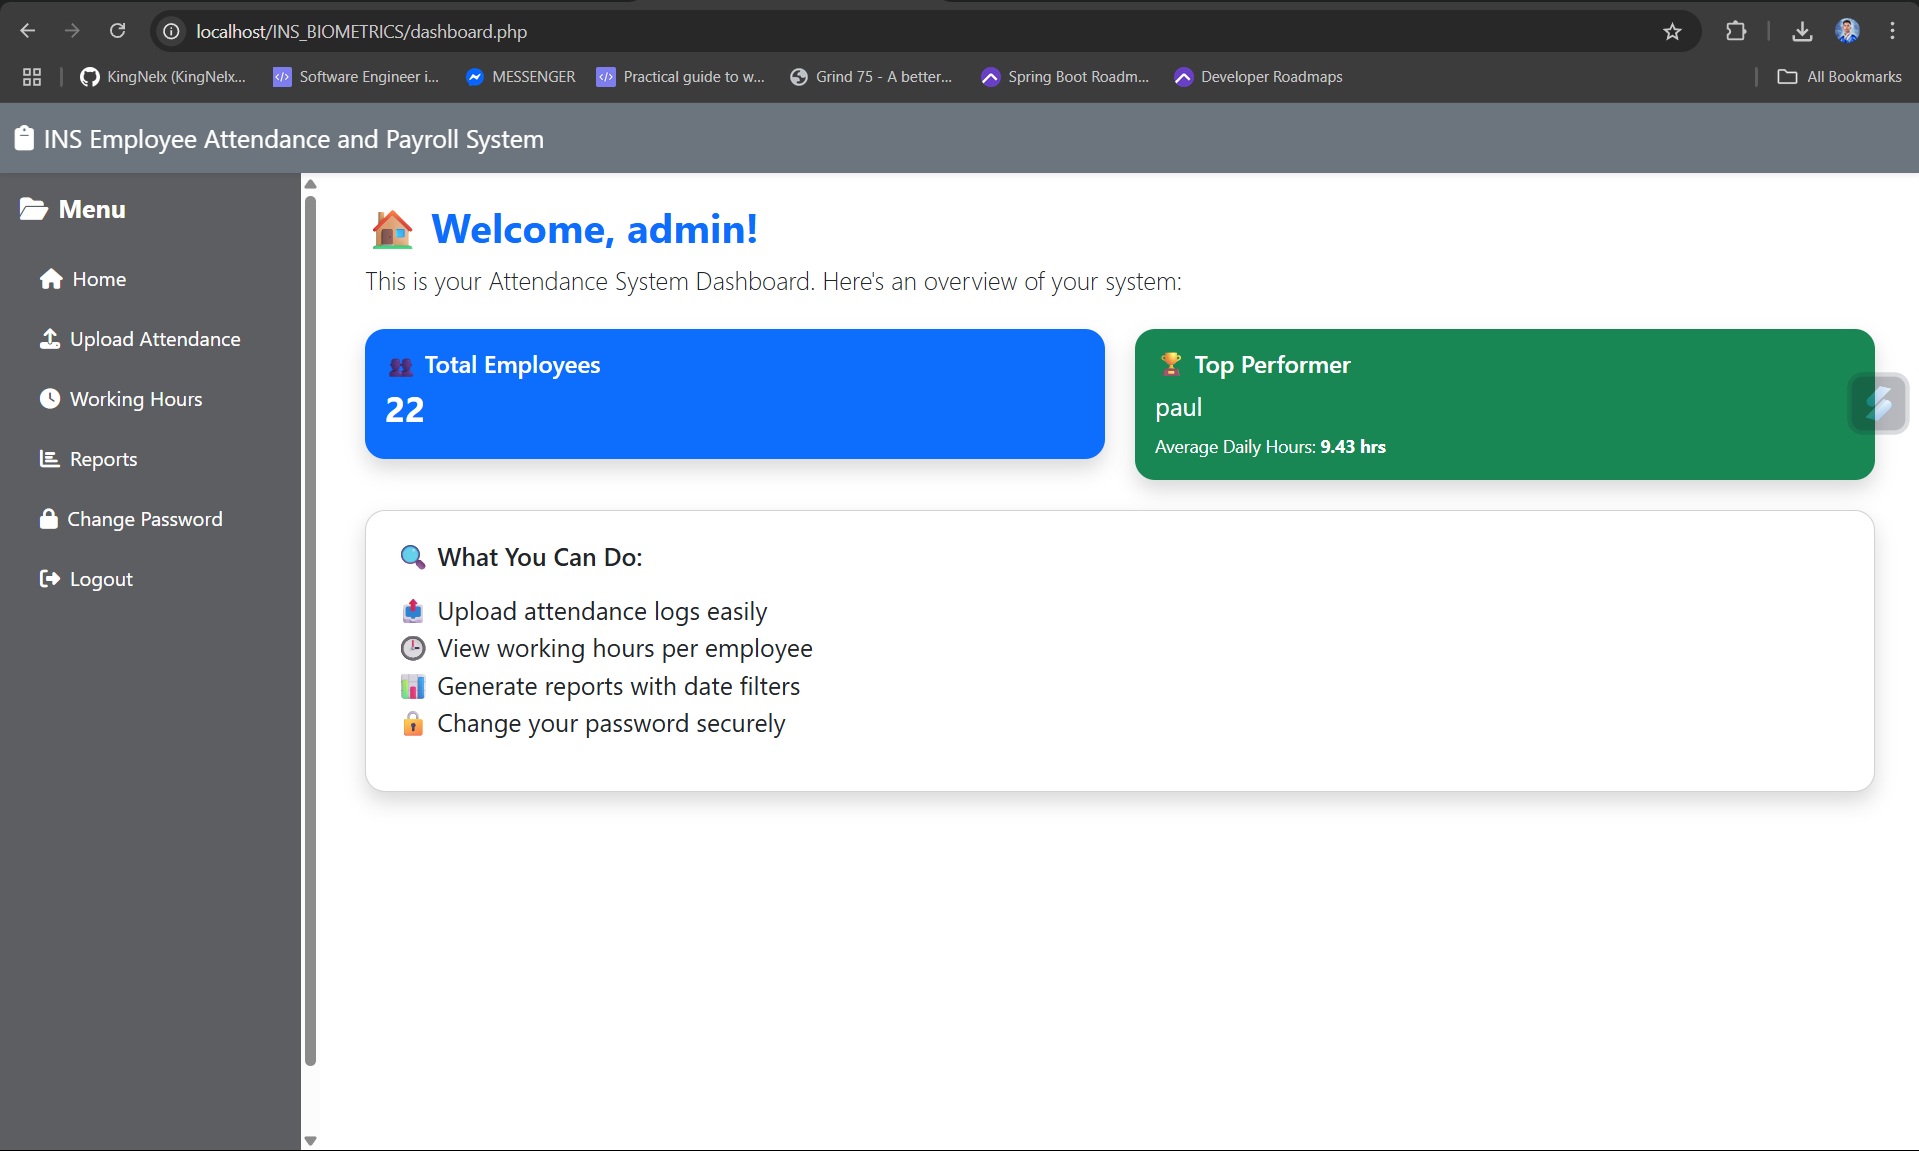 localhost/INS_BIOMETRICS/dashboard.php
KingNelx (KingNelx...
Software Engineer i...
MESSENGER
Practical guide to w...
Grind 75 - A better...
Spring Boot Roadm...
Developer Roadmaps
All Bookmarks
INS Employee Attendance and Payroll System
Menu
Home
Upload Attendance
Working Hours
Reports
Change Password
Logout
Welcome, admin!
This is your Attendance System Dashboard. Here's an overview of your system:
Total Employees
22
Top Performer
paul
Average Daily Hours: 9.43 hrs
What You Can Do:
Upload attendance logs easily
View working hours per employee
Generate reports with date filters
Change your password securely